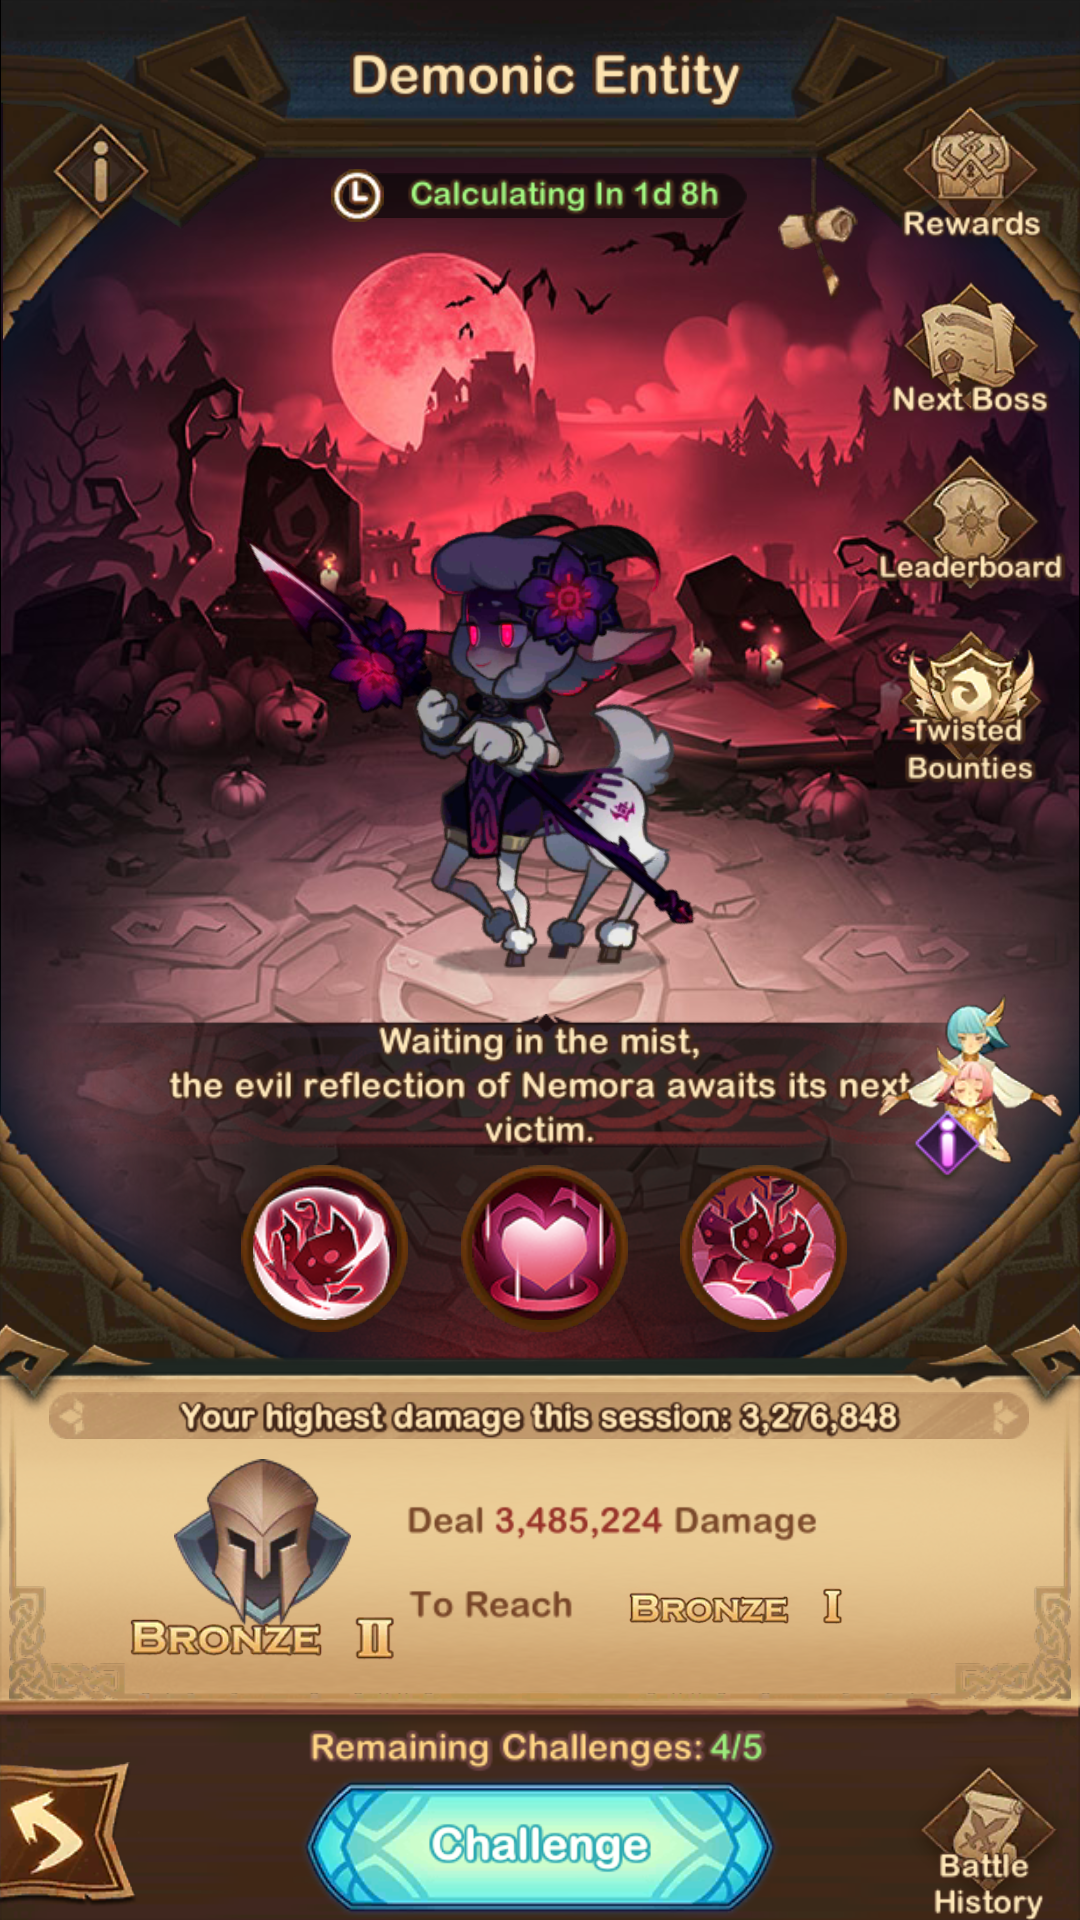 Demonic Entity
Calculating In 1d 8h
Rewards
Next Boss
Leaderboard
Twisted
Bounties
Waiting in the mist,
the evil reflection of Nemora awaits its next
victim.
Your highest damage this session: 3,276,848
Deal 3,485,224 Damage
To Reach BRONZE I
BRONZE II
Remaining Challenges: 4/5
Challenge
Battle
History